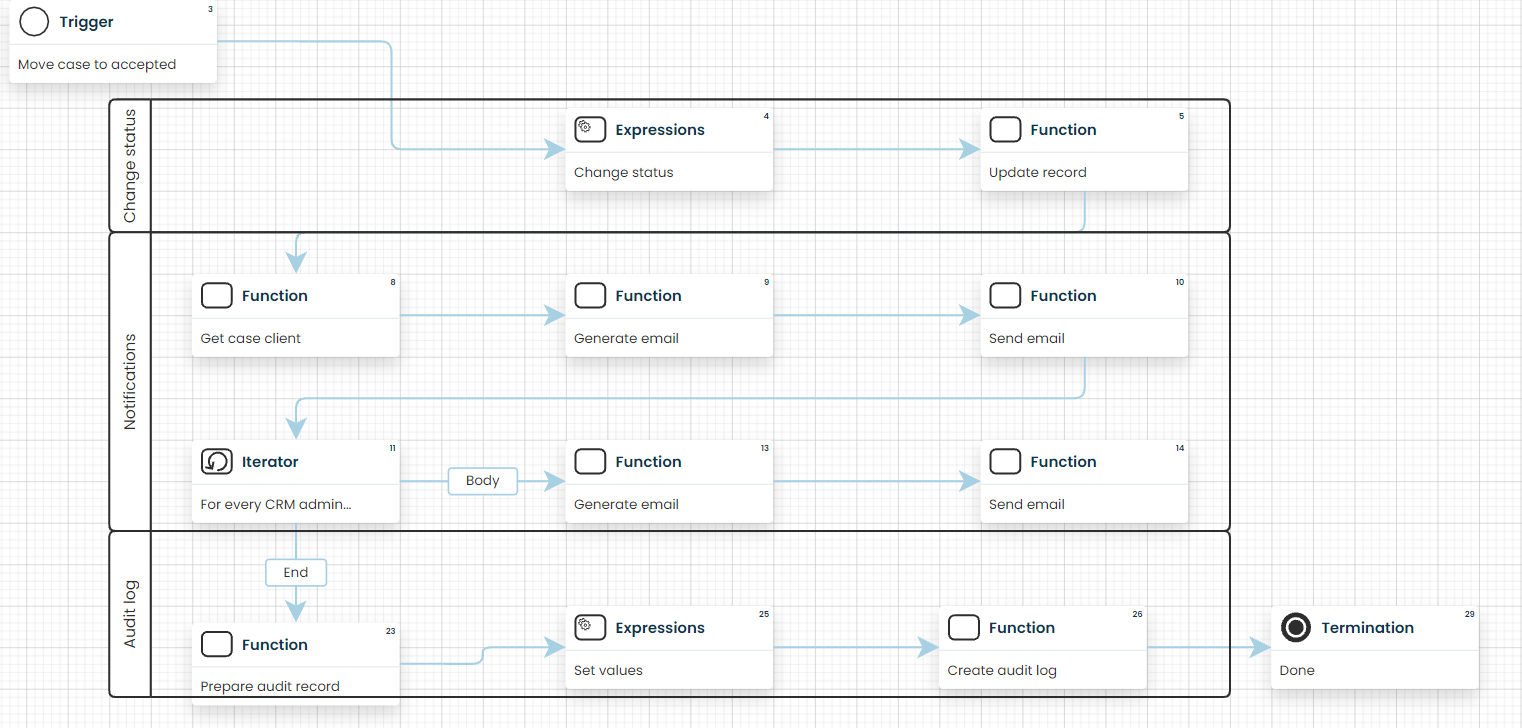 Trigger 3
Move case to accepted
Change status
Expressions 4
Change status
Function 5
Update record
Notifications
Function 8
Get case client
Function 9
Generate email
Function 10
Send email
Iterator 11
For every CRM admin...
Body
Function 13
Generate email
Function 14
Send email
Audit log
End
Function 23
Prepare audit record
Expressions 25
Set values
Function 26
Create audit log
Termination 29
Done